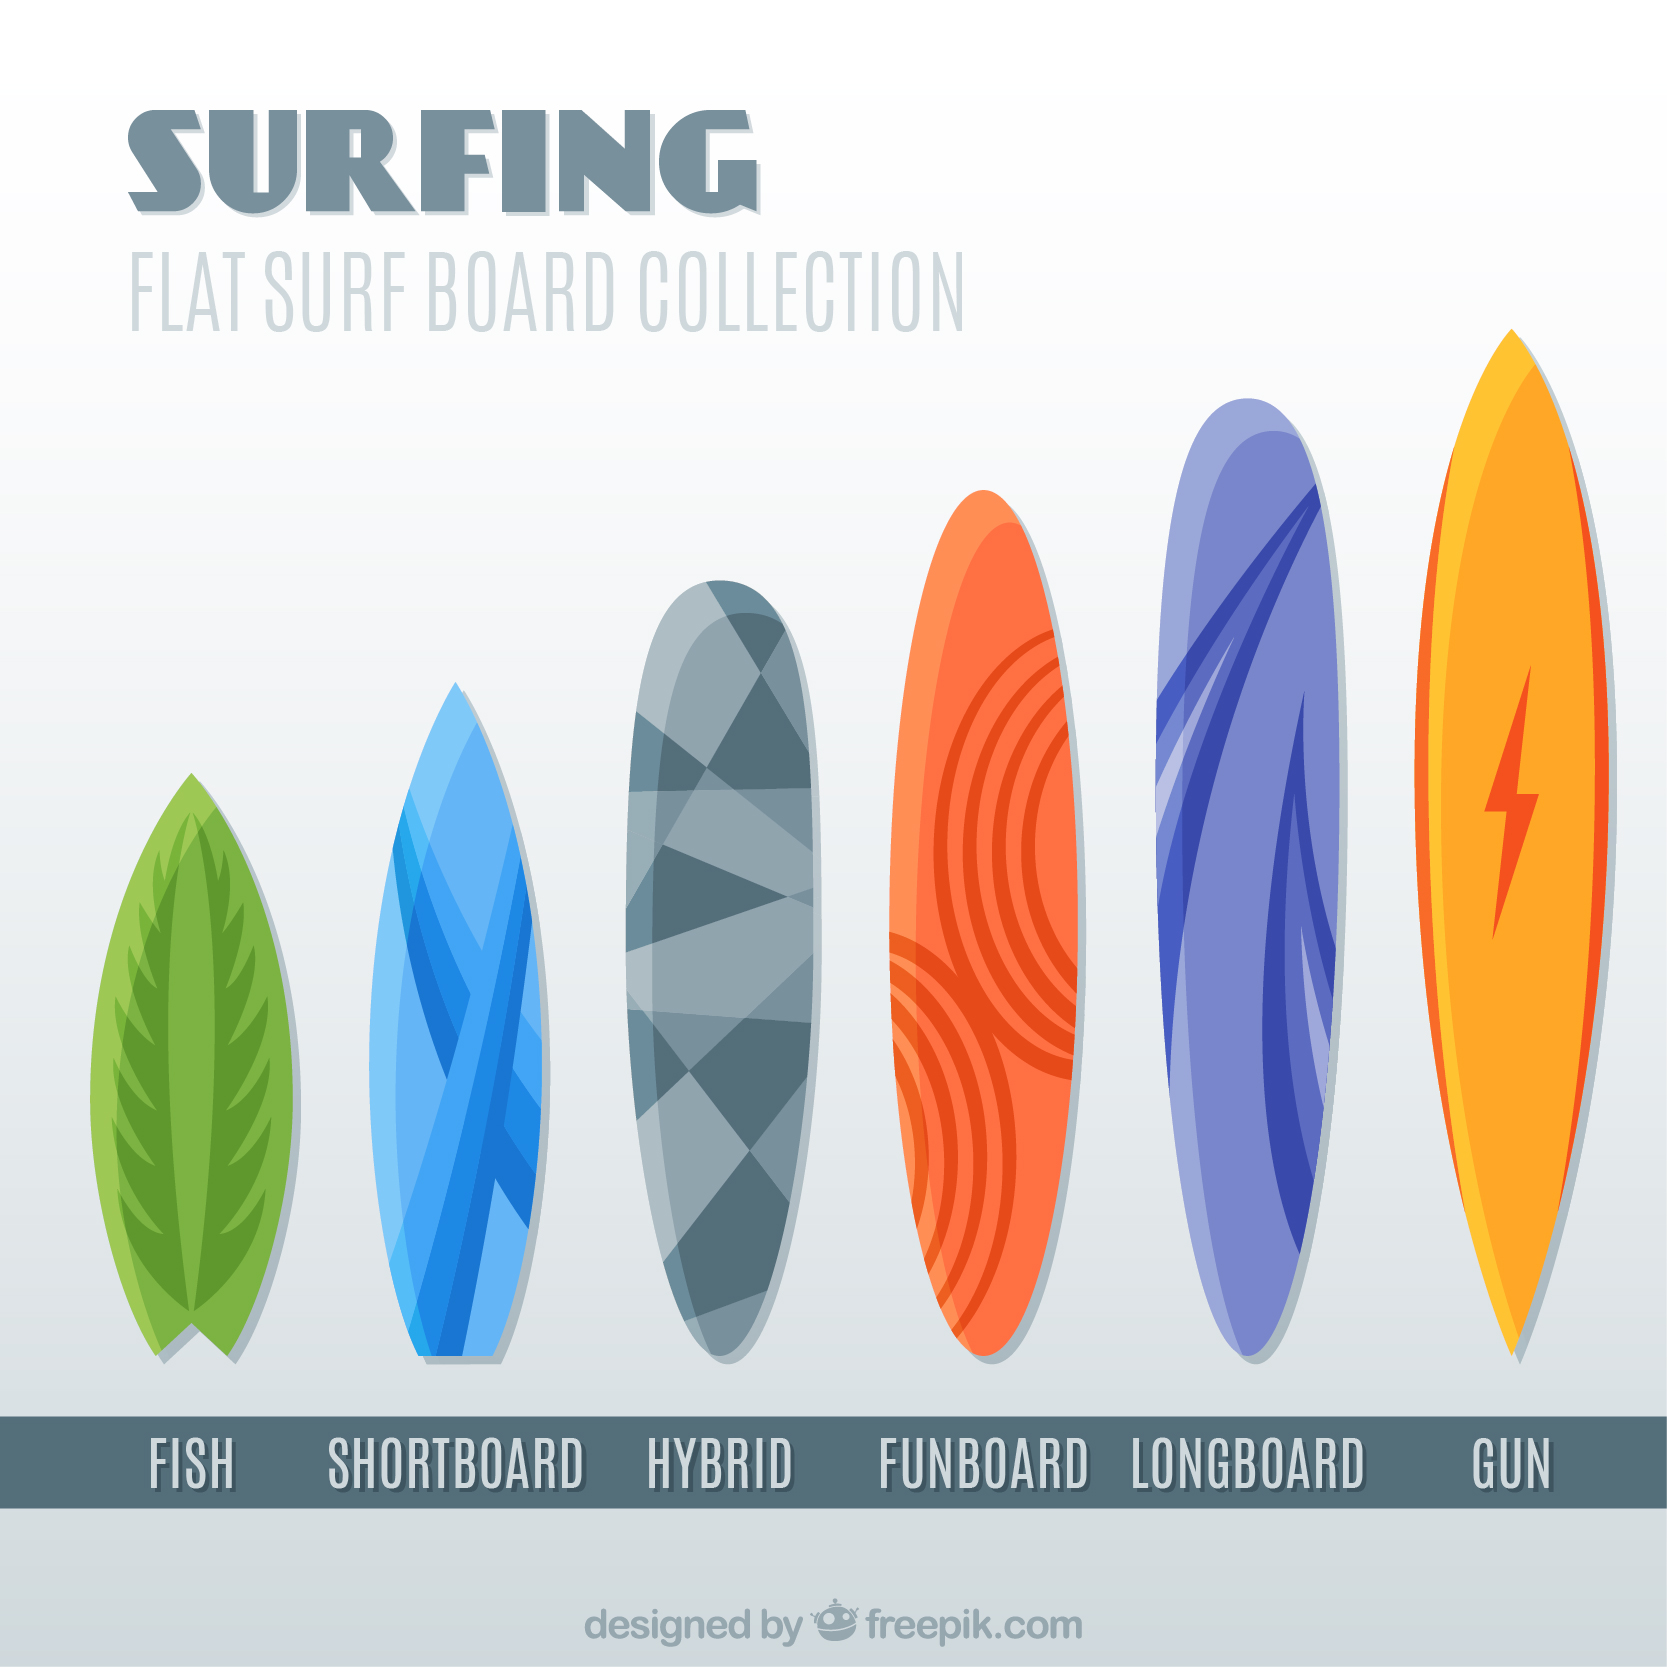 SURFING
FLAT SURF BOARD COLLECTION
FISH SHORTBOARD HYBRID FUNBOARD LONGBOARD GUN
designed by freepik.com